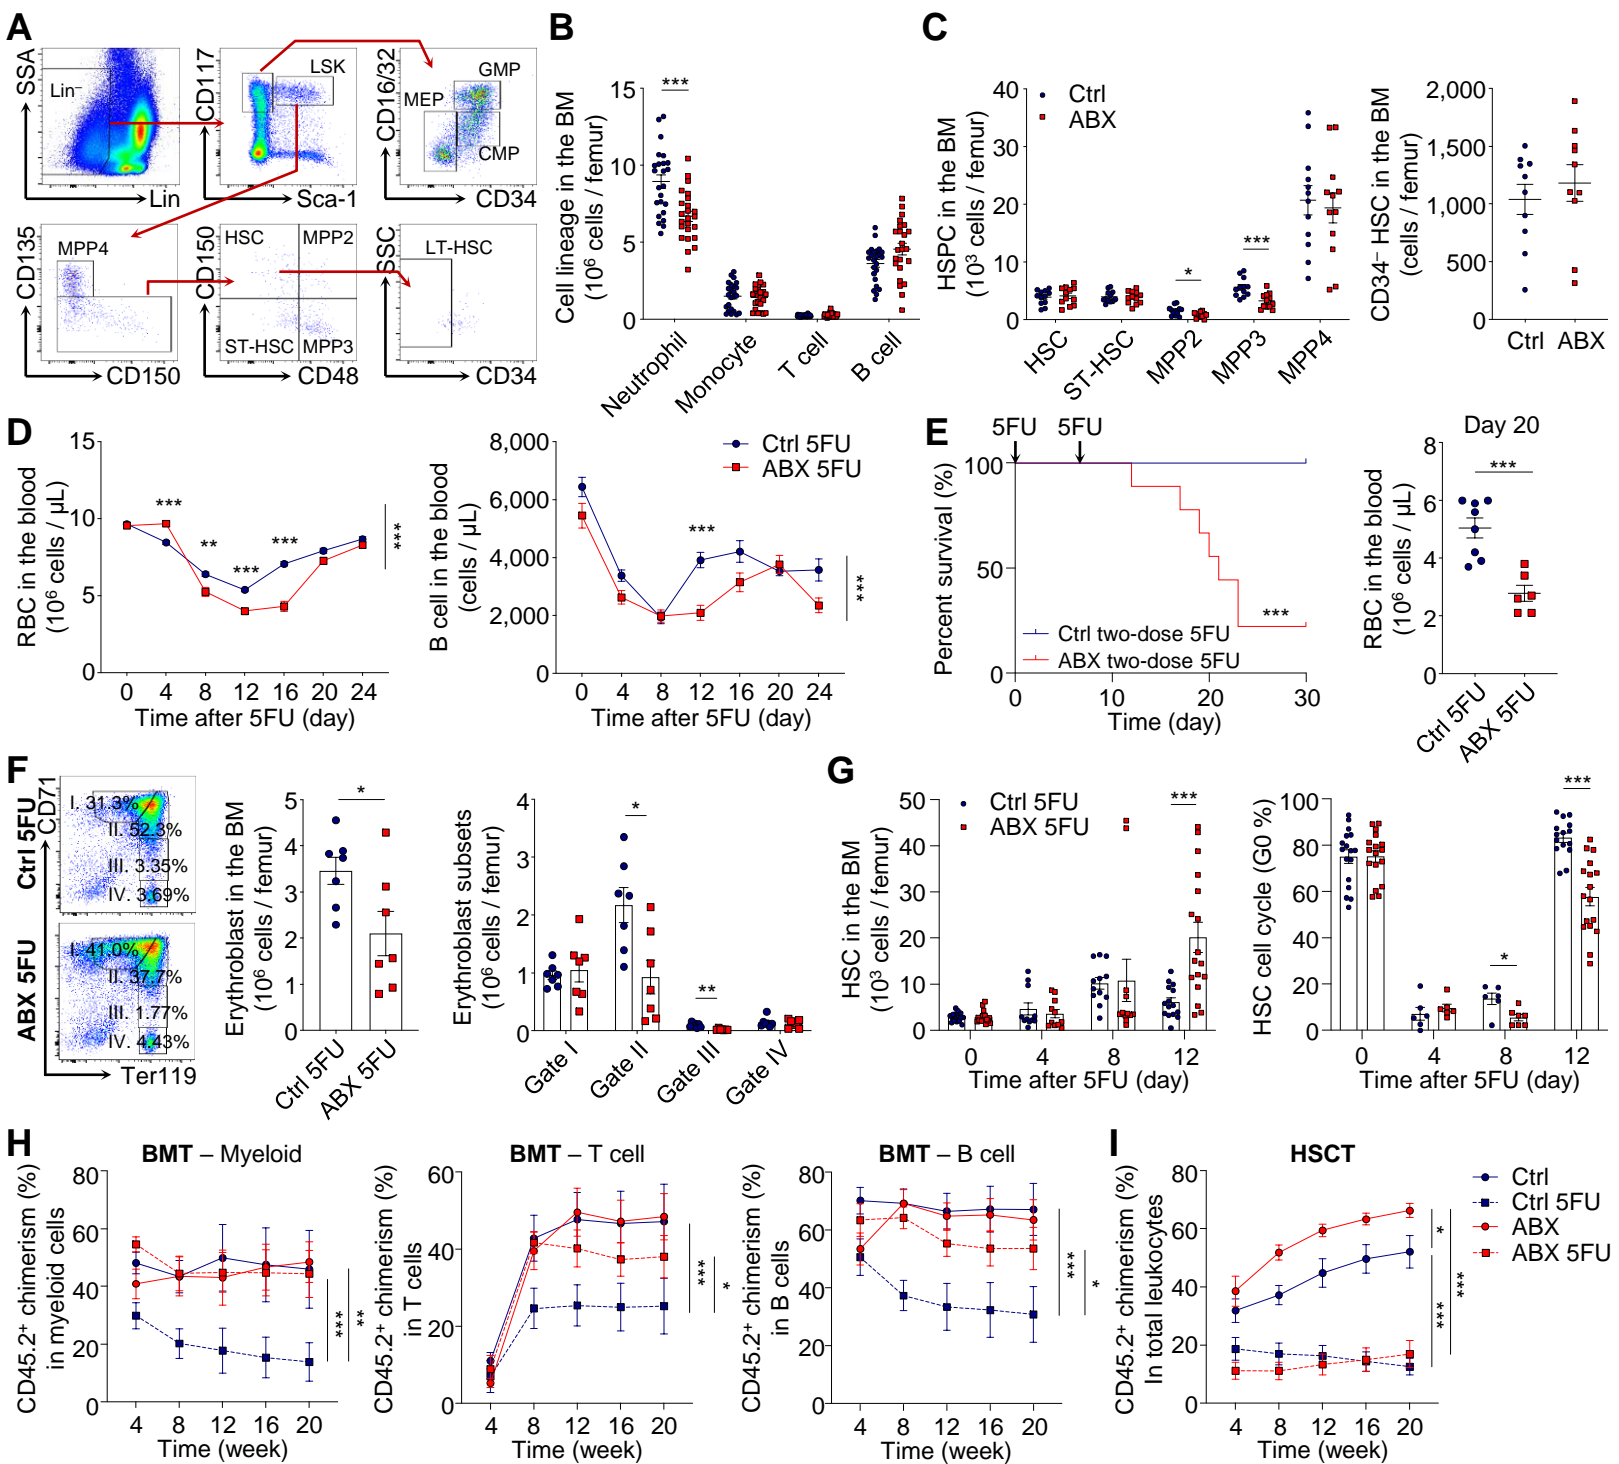 A
SSA
Lin–
Lin
CD117
LSK
Sca-1
CD16/32
GMP
MEP
CMP
CD34
CD135
MPP4
CD150
CD150
HSC
MPP2
ST-HSC
MPP3
CD48
SSC
LT-HSC
CD34
B
Cell lineage in the BM
(10⁶ cells / femur)
15
10
5
0
***
Neutrophil
Monocyte
T cell
B cell
C
HSPC in the BM
(10³ cells / femur)
40
30
20
10
0
Ctrl
ABX
*
***
HSC
ST-HSC
MPP2
MPP3
MPP4
CD34– HSC in the BM
(cells / femur)
2,000
1,500
1,000
500
0
Ctrl ABX
D
RBC in the blood
(10⁶ cells / µL)
15
10
5
0
***
**
***
***
***
0 4 8 12 16 20 24
Time after 5FU (day)
B cell in the blood
(cells / µL)
8,000
6,000
4,000
2,000
0
Ctrl 5FU
ABX 5FU
***
***
0 4 8 12 16 20 24
Time after 5FU (day)
E
5FU 5FU
Percent survival (%)
100
50
0
***
Ctrl two-dose 5FU
ABX two-dose 5FU
0 10 20 30
Time (day)
Day 20
RBC in the blood
(10⁶ cells / µL)
8
6
4
2
0
***
Ctrl 5FU
ABX 5FU
F
Ctrl 5FU
CD71
I. 31.3%
II. 52.3%
III. 3.35%
IV. 3.69%
ABX 5FU
I. 41.0%
II. 37.7%
III. 1.77%
IV. 4.43%
Ter119
Erythroblast in the BM
(10⁶ cells / femur)
5
4
3
2
1
0
*
Ctrl 5FU
ABX 5FU
Erythroblast subsets
(10⁶ cells / femur)
4
3
2
1
0
*
**
Gate I
Gate II
Gate III
Gate IV
G
HSC in the BM
(10³ cells / femur)
50
40
30
20
10
0
Ctrl 5FU
ABX 5FU
***
0 4 8 12
Time after 5FU (day)
HSC cell cycle (G0 %)
100
80
60
40
20
0
*
***
0 4 8 12
Time after 5FU (day)
H
BMT – Myeloid
CD45.2⁺ chimerism (%)
in myeloid cells
80
60
40
20
0
***
**
4 8 12 16 20
Time (week)
BMT – T cell
CD45.2⁺ chimerism (%)
in T cells
60
40
20
0
***
*
4 8 12 16 20
Time (week)
BMT – B cell
CD45.2⁺ chimerism (%)
in B cells
80
60
40
20
0
***
*
4 8 12 16 20
Time (week)
I
HSCT
CD45.2⁺ chimerism (%)
In total leukocytes
80
60
40
20
0
*
***
***
4 8 12 16 20
Time (week)
Ctrl
Ctrl 5FU
ABX
ABX 5FU